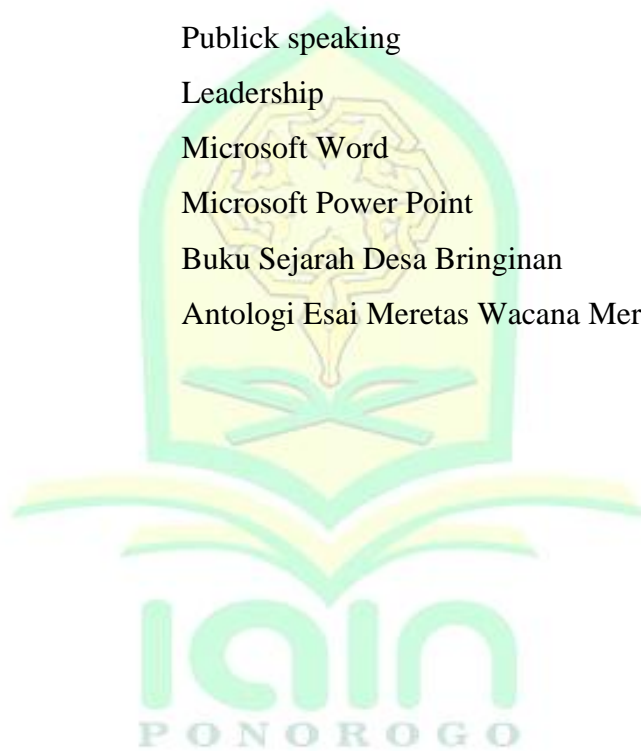 Publick speaking
Leadership
Microsoft Word
Microsoft Power Point
Buku Sejarah Desa Bringinan
Antologi Esai Meretas Wacana Mer
iain
PONOROGO